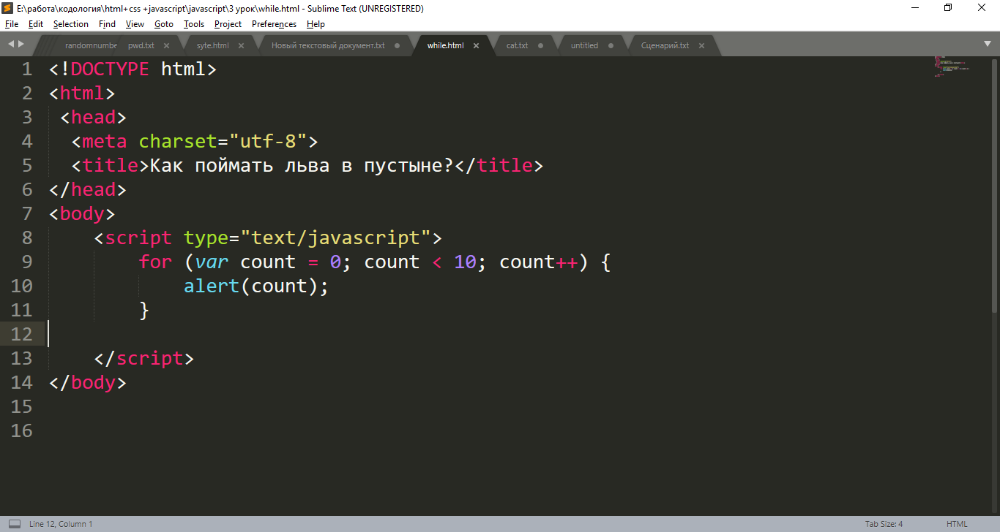 E:\работа\кодология\html+css +javascript\javascript\3 урок\while.html - Sublime Text (UNREGISTERED)
File Edit Selection Find View Goto Tools Project Preferences Help
randomnumbe pwd.txt syte.html Новый текстовый документ.txt while.html cat.txt untitled Сценарий.txt
1 <!DOCTYPE html>
2 <html>
3 <head>
4 <meta charset="utf-8">
5 <title>Как поймать льва в пустыне?</title>
6 </head>
7 <body>
8 <script type="text/javascript">
9 for (var count = 0; count < 10; count++) {
10 alert(count);
11 }
12
13 </script>
14 </body>
15
16
Line 12, Column 1 Tab Size: 4 HTML